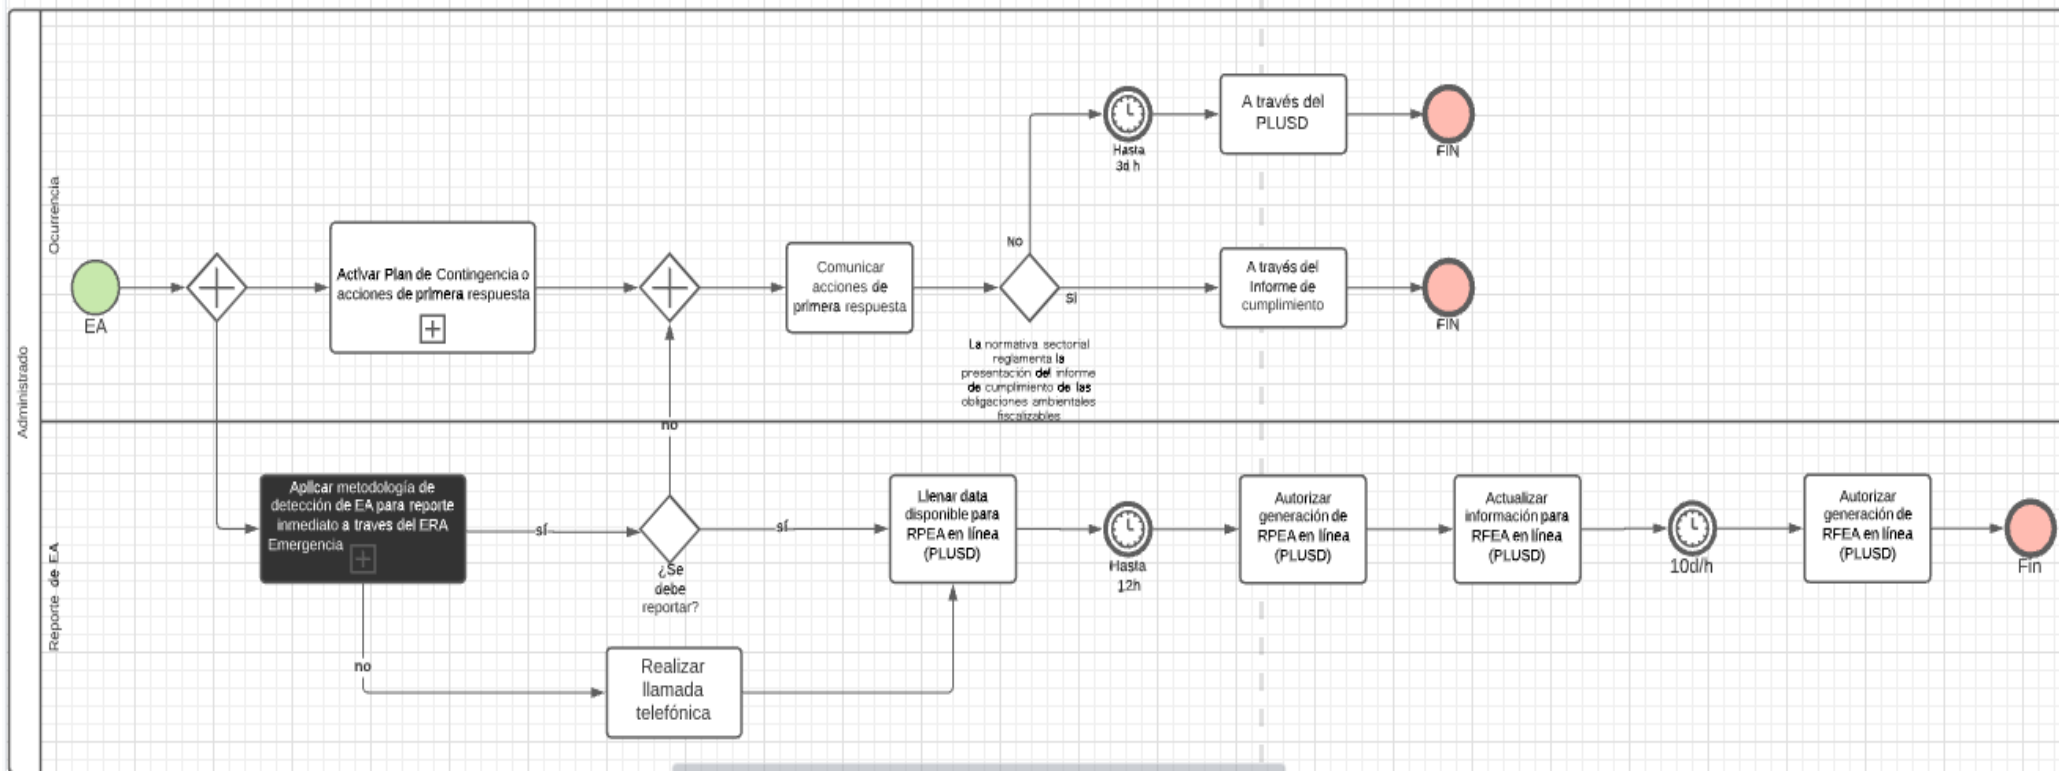 Administrado
Ocurrencia
EA
Activar Plan de Contingencia o
acciones de primera respuesta
Comunicar
acciones de
primera respuesta
No
sí
La normativa sectorial
reglamenta la
presentación del informe
de cumplimiento de las
obligaciones ambientales
fiscalizables
Hasta
3d h
A través del
PLUSD
FIN
A través del
Informe de
cumplimiento
FIN
Reporte de EA
Aplicar metodología de
detección de EA para reporte
inmediato a traves del ERA
Emergencia
sí
no
no
¿Se
debe
reportar?
sí
Realizar
llamada
telefónica
Llenar data
disponible para
RPEA en línea
(PLUSD)
Hasta
12h
Autorizar
generación de
RPEA en línea
(PLUSD)
Actualizar
información para
RFEA en línea
(PLUSD)
10d/h
Autorizar
generación de
RFEA en línea
(PLUSD)
Fin